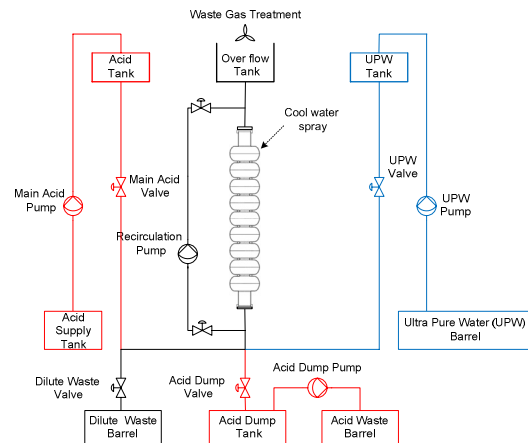 Waste Gas Treatment
Acid
Tank
Over flow
Tank
UPW
Tank
Cool water
spray
Main Acid
Pump
Main Acid
Valve
UPW
Valve
UPW
Pump
Recirculation
Pump
Acid
Supply
Tank
Ultra Pure Water (UPW)
Barrel
Dilute Waste
Valve
Acid Dump
Valve
Acid Dump Pump
Dilute Waste
Barrel
Acid Dump
Tank
Acid Waste
Barrel